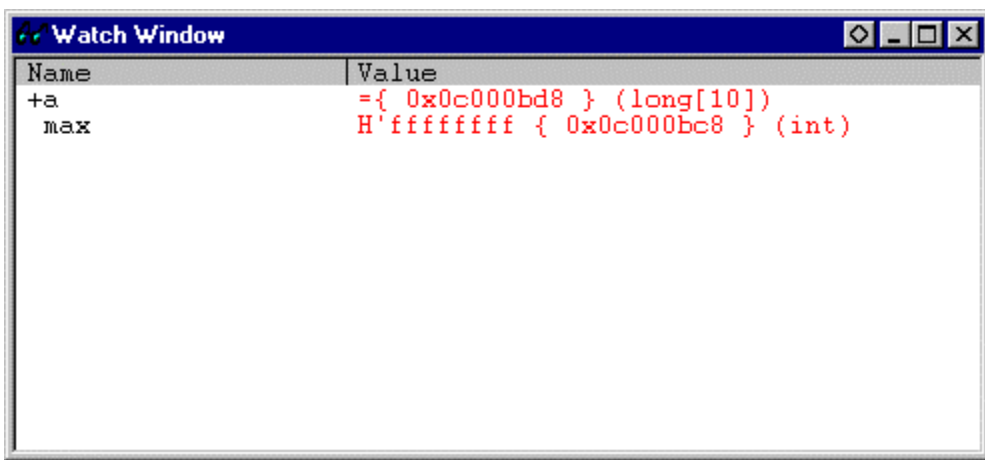 Watch Window
Name Value
+a ={ 0x0c000bd8 } (long[10])
max H'ffffffff { 0x0c000bc8 } (int)